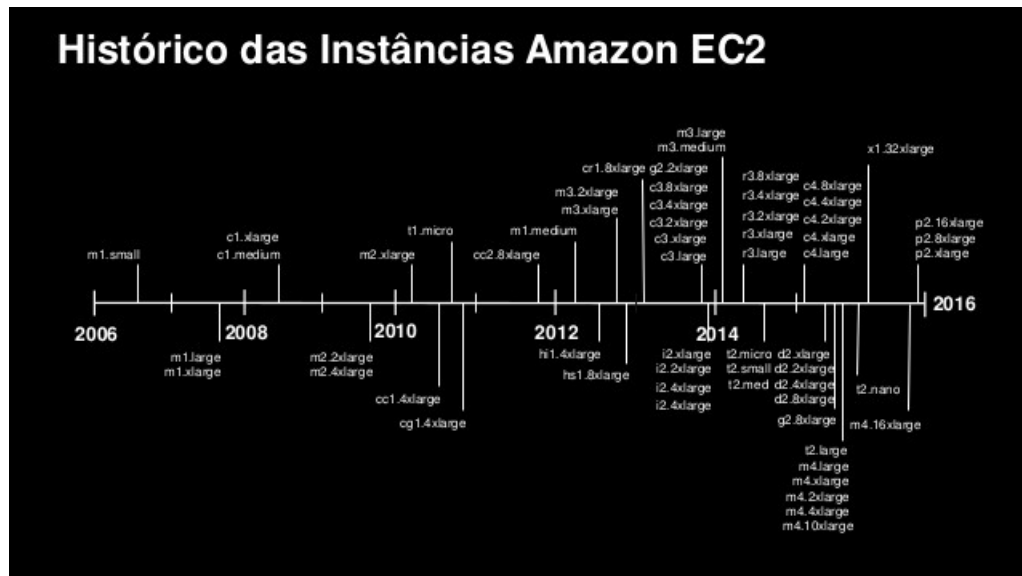 Histórico das Instâncias Amazon EC2
m1.small
c1.xlarge
c1.medium
m2.xlarge
t1.micro
cc2.8xlarge
m1.medium
m3.2xlarge
m3.xlarge
cr1.8xlarge
g2.2xlarge
c3.8xlarge
c3.4xlarge
c3.2xlarge
c3.xlarge
c3.large
m3.large
m3.medium
r3.8xlarge
r3.4xlarge
r3.2xlarge
r3.xlarge
r3.large
c4.8xlarge
c4.4xlarge
c4.2xlarge
c4.xlarge
c4.large
x1.32xlarge
p2.16xlarge
p2.8xlarge
p2.xlarge
2006
2008
2010
2012
2014
2016
m1.large
m1.xlarge
m2.2xlarge
m2.4xlarge
cc1.4xlarge
cg1.4xlarge
hi1.4xlarge
hs1.8xlarge
i2.xlarge
i2.2xlarge
i2.4xlarge
i2.4xlarge
t2.micro
t2.small
t2.med
d2.xlarge
d2.2xlarge
d2.4xlarge
d2.8xlarge
g2.8xlarge
t2.large
m4.large
m4.xlarge
m4.2xlarge
m4.4xlarge
m4.10xlarge
t2.nano
m4.16xlarge